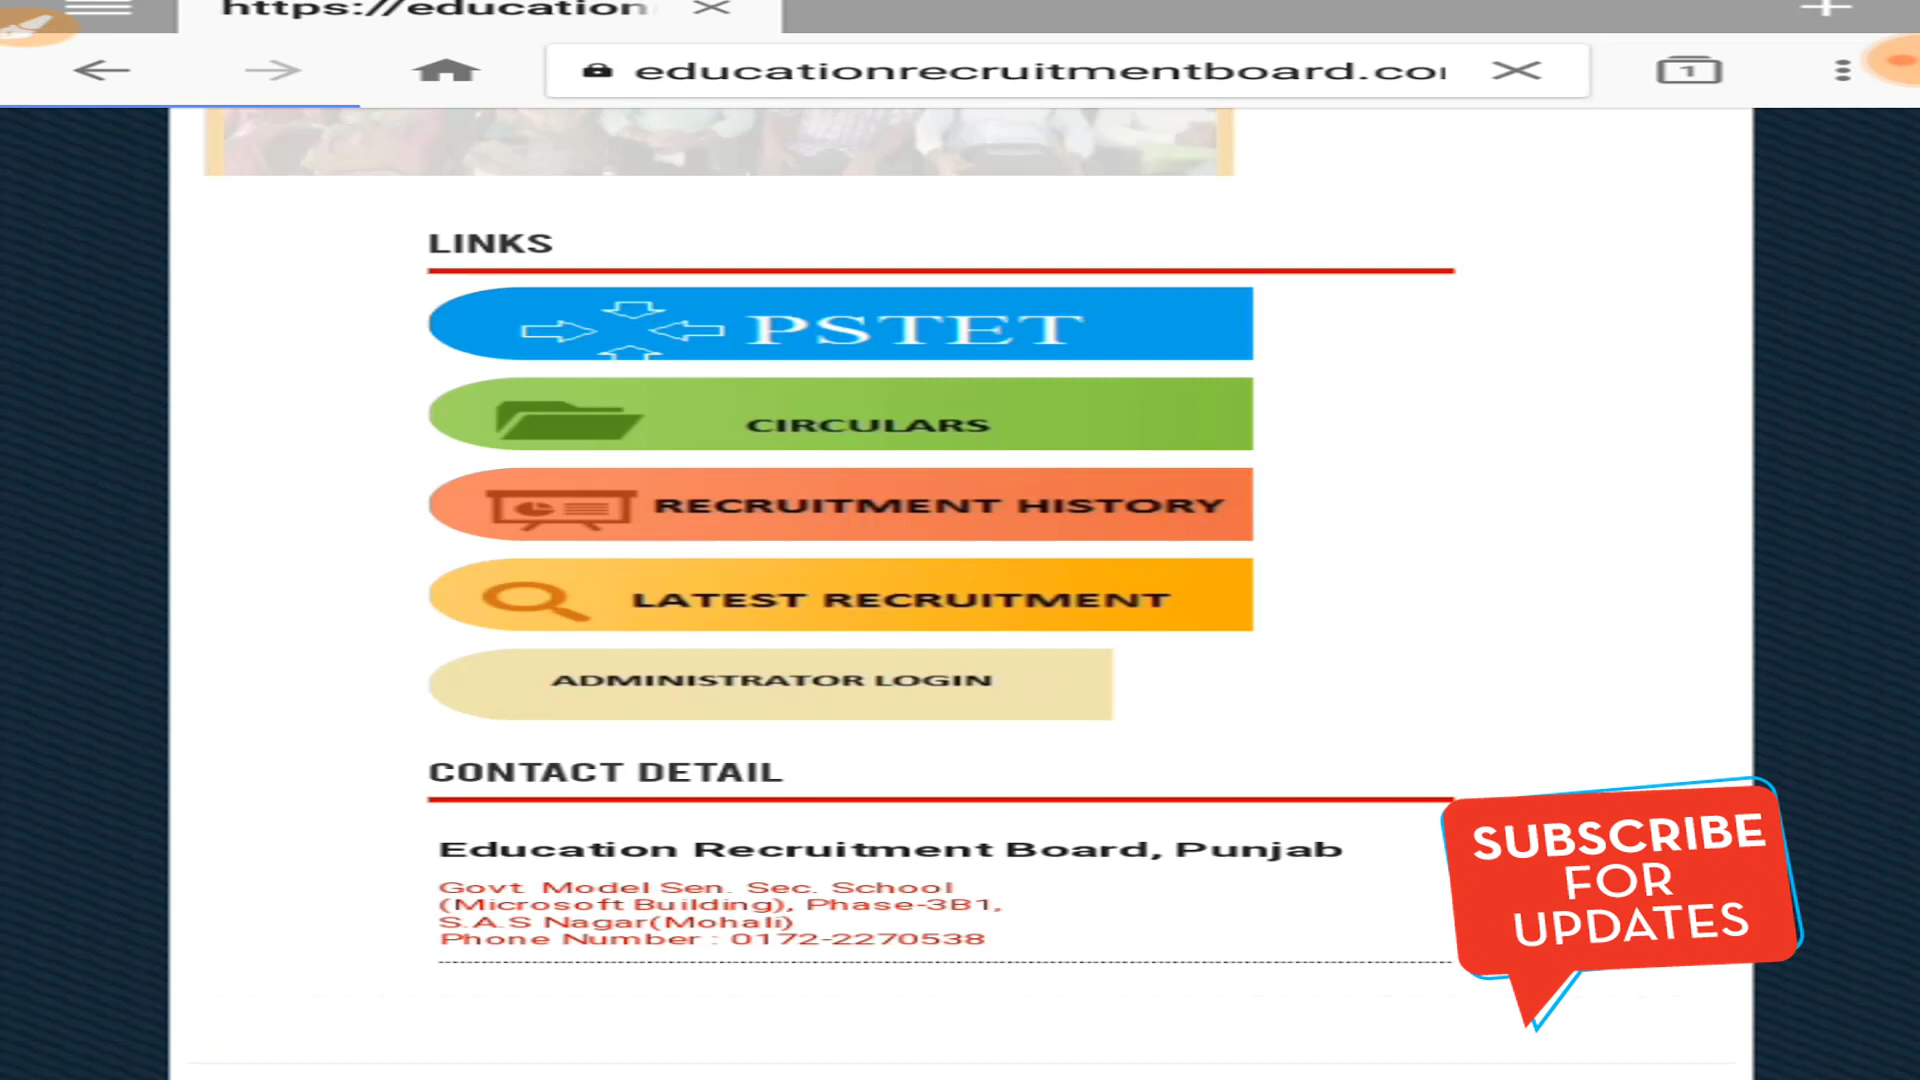 https://education
educationrecruitmentboard.co
1
LINKS
PSTET
CIRCULARS
RECRUITMENT HISTORY
LATEST RECRUITMENT
ADMINISTRATOR LOGIN
CONTACT DETAIL
Education Recruitment Board, Punjab
Govt. Model Sen. Sec. School
(Microsoft Building), Phase-3B1,
S.A.S Nagar(Mohali)
Phone Number : 0172-2270538
SUBSCRIBE
FOR
UPDATES